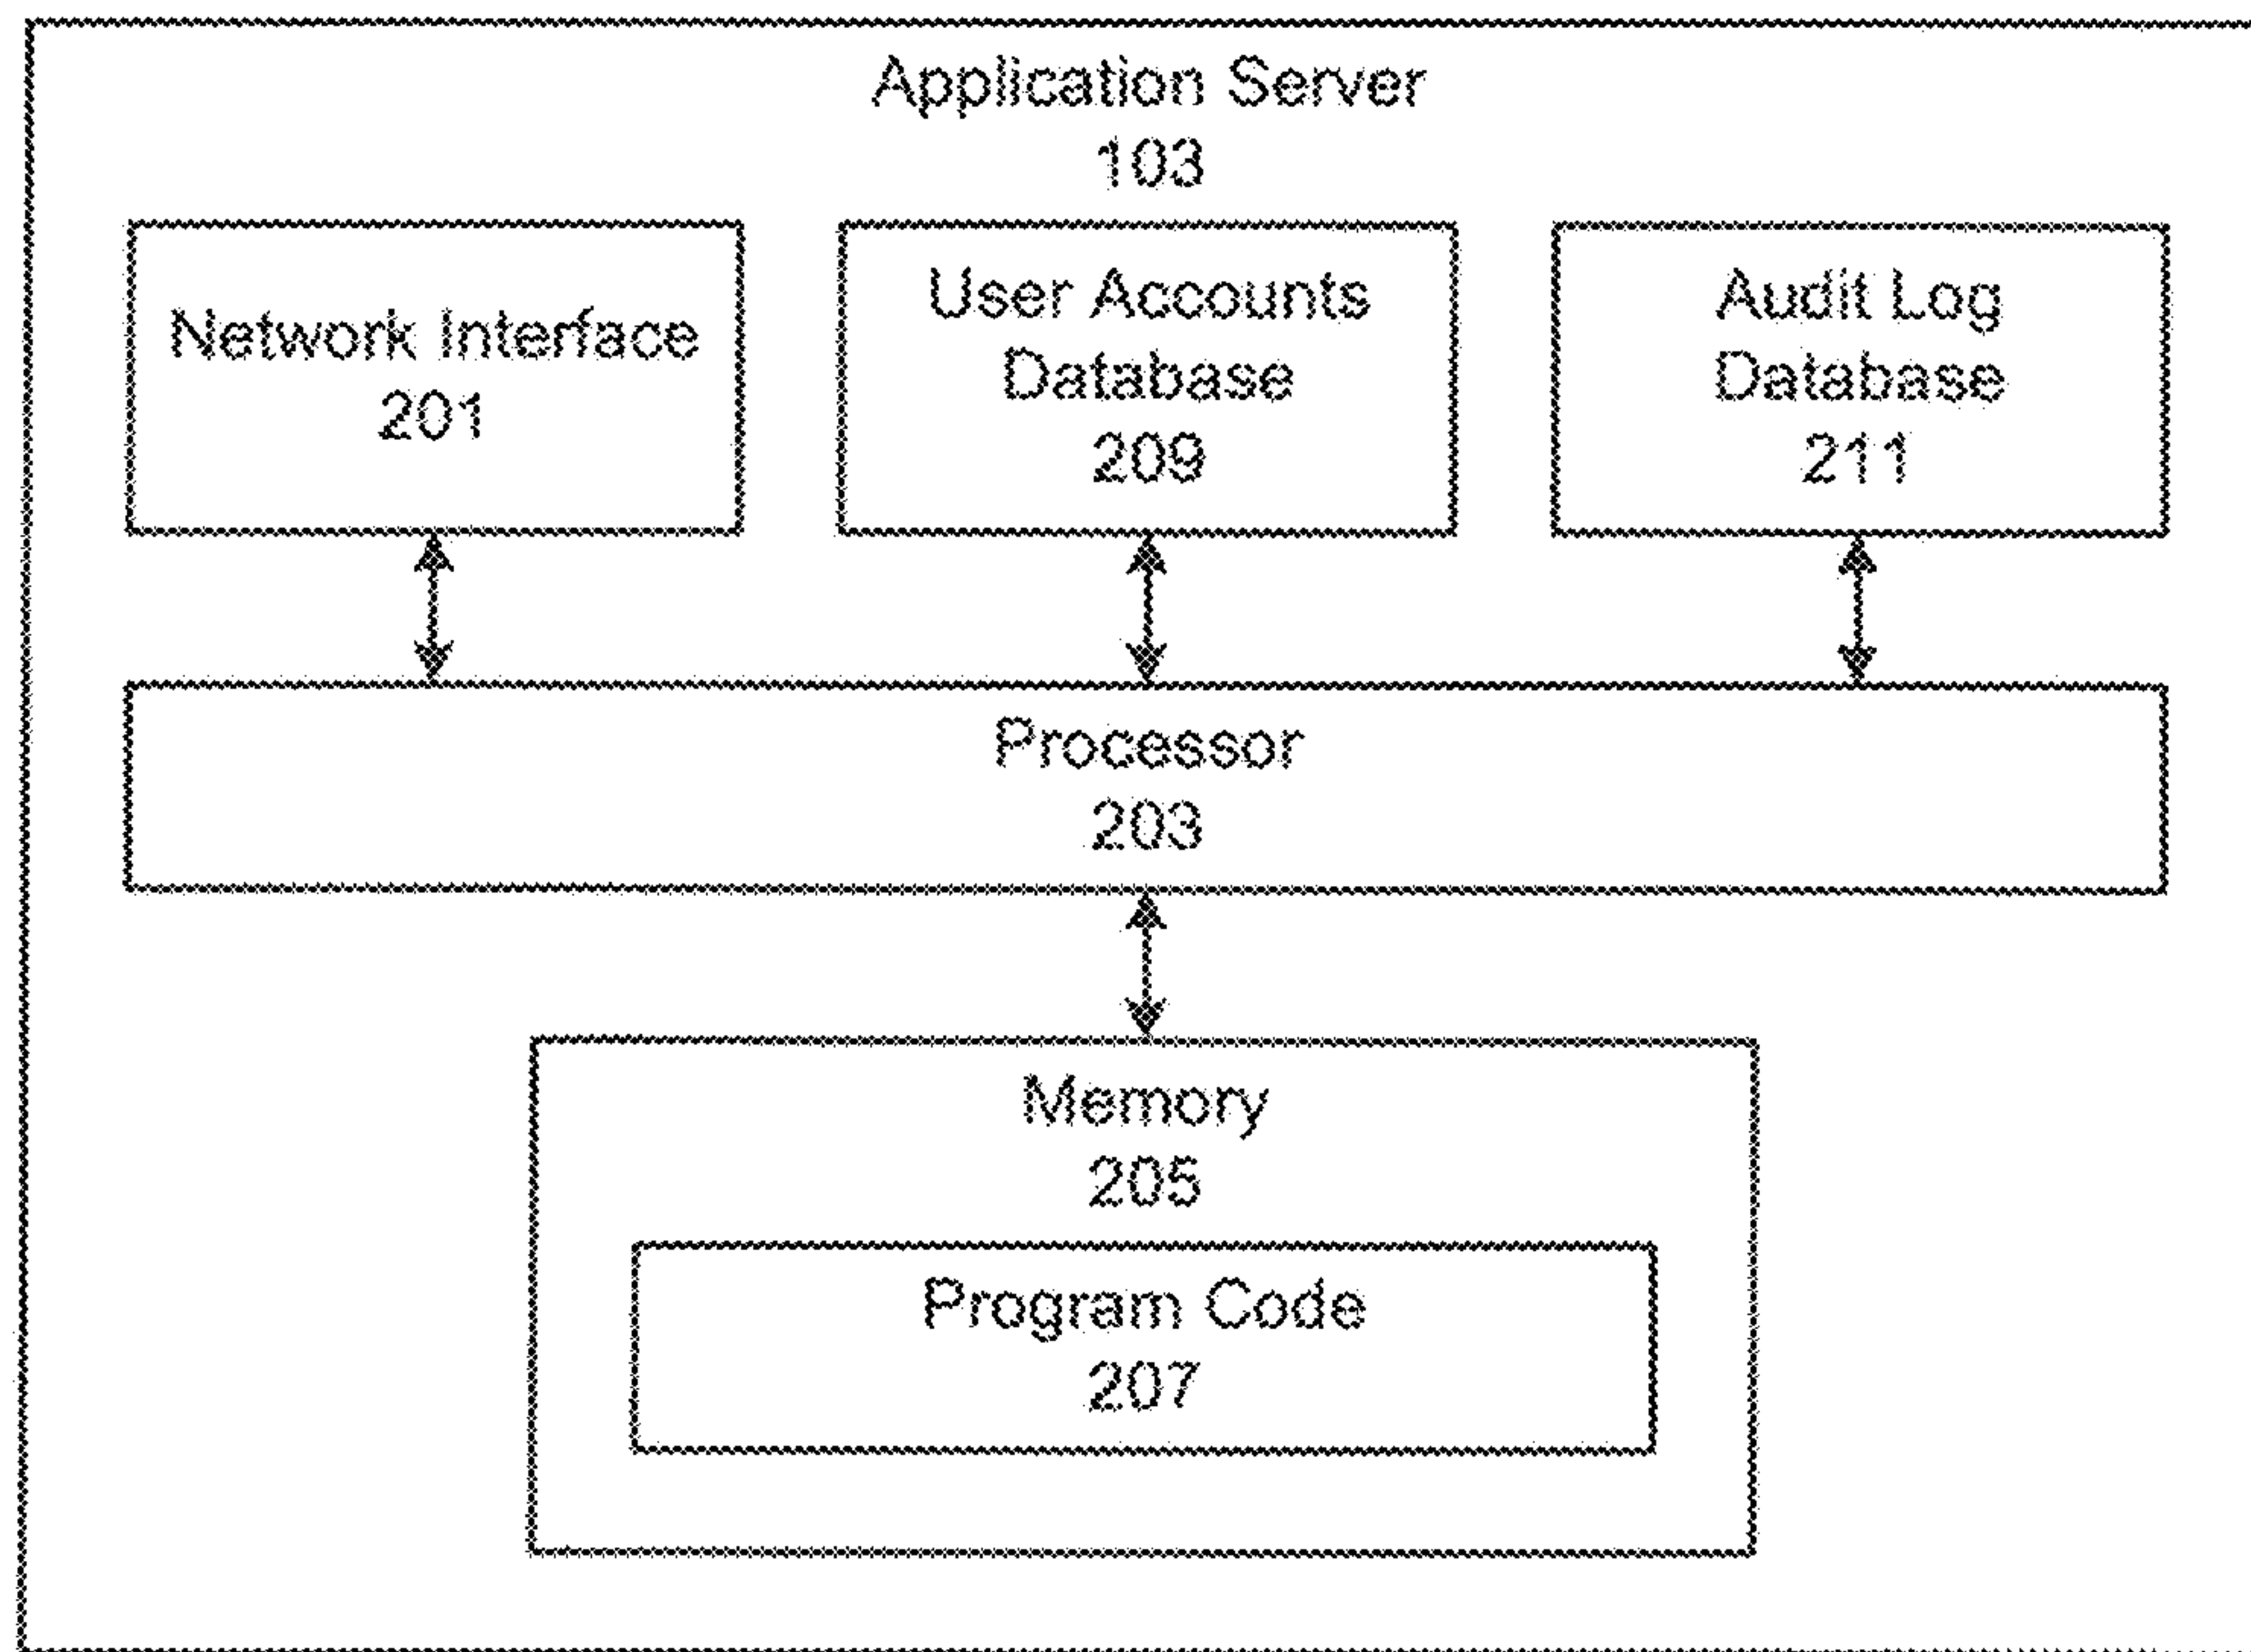 Application Server
103
Network Interface
201
User Accounts
Database
209
Audit Log
Database
211
Processor
203
Memory
205
Program Code
207